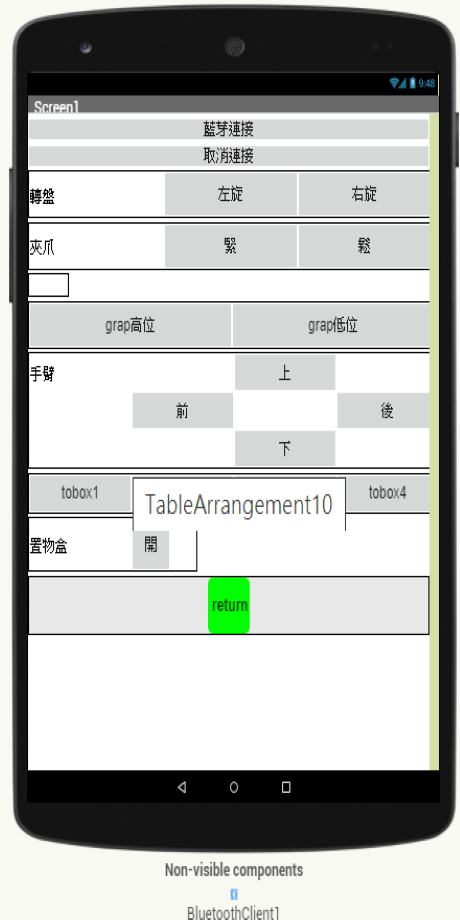 9:48
Screen1
藍芽連接
取消連接
轉盤 左旋 右旋
夾爪 緊 鬆
grap高位 grap低位
手臂 上
前 後
下
tobox1 TableArrangement10 tobox4
置物盒 開
return
Non-visible components
BluetoothClient1